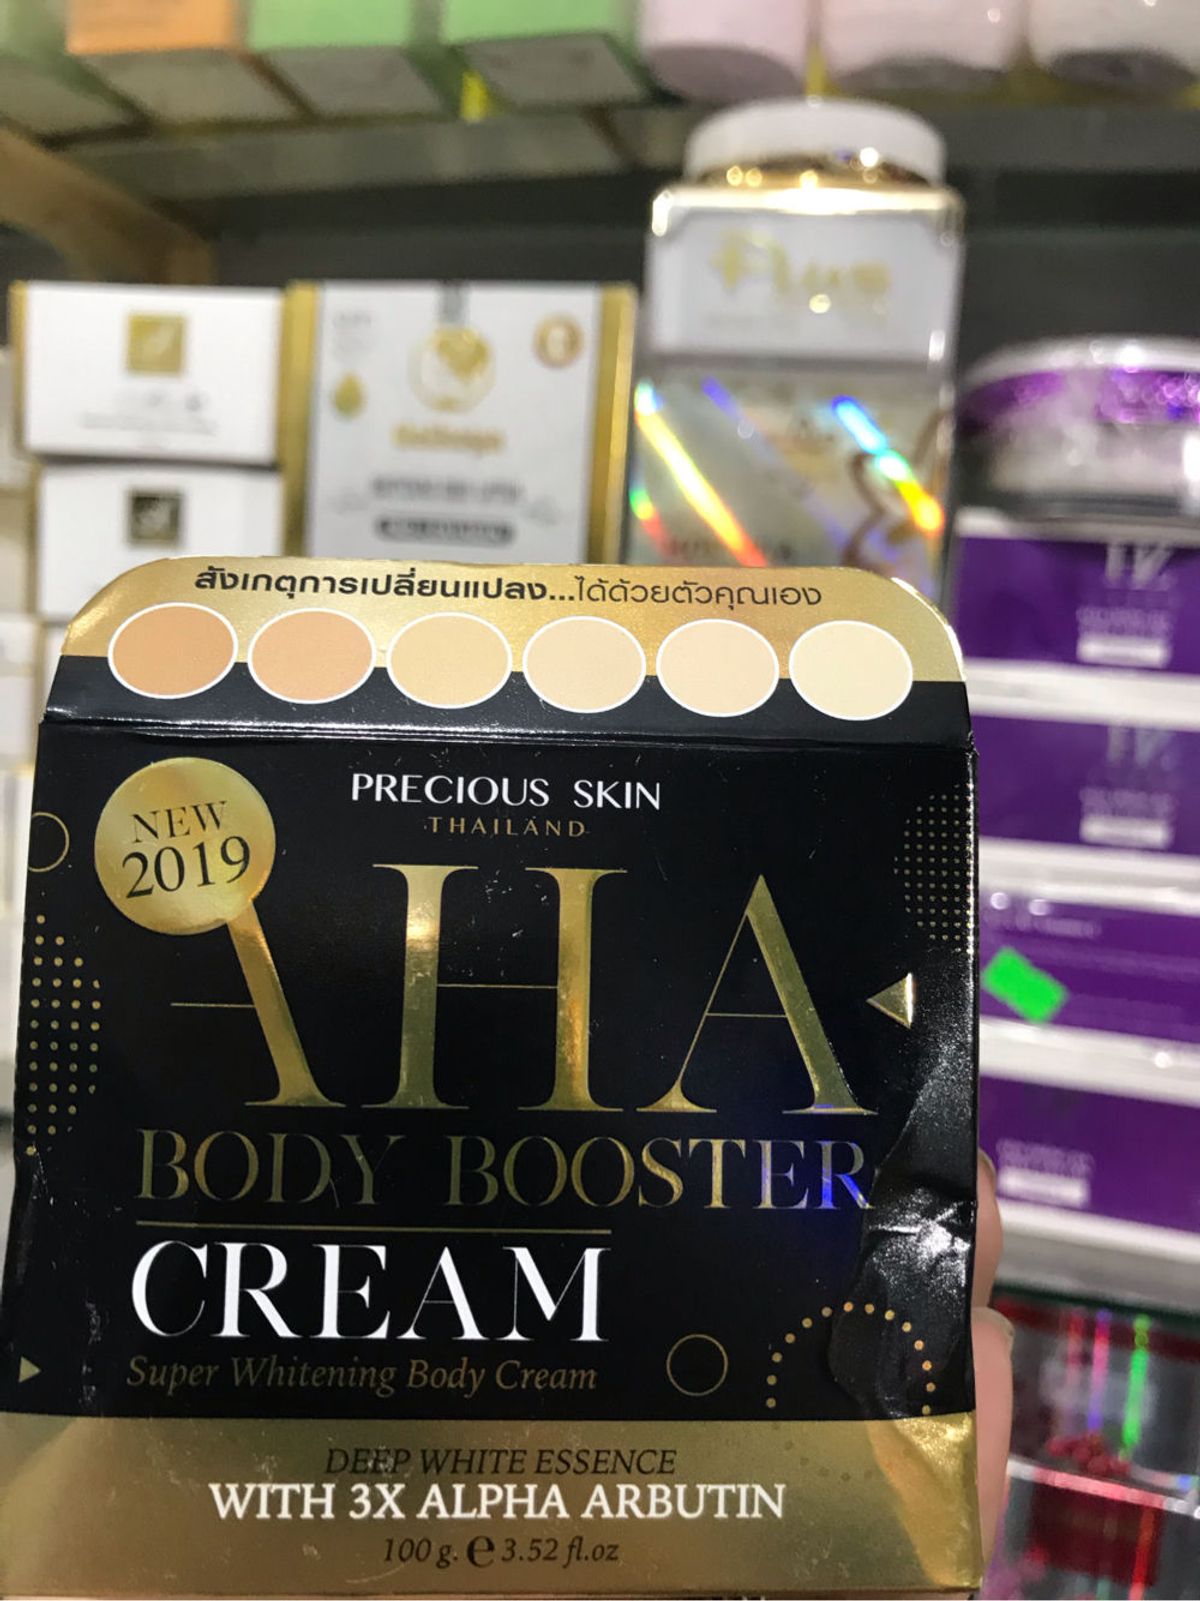 สังเกตุการเปลี่ยนแปลง...ได้ด้วยตัวคุณเอง
PRECIOUS SKIN
THAILAND
NEW
2019
AHA
BODY BOOSTER
CREAM
Super Whitening Body Cream
DEEP WHITE ESSENCE
WITH 3X ALPHA ARBUTIN
100 g. e 3.52 fl.oz